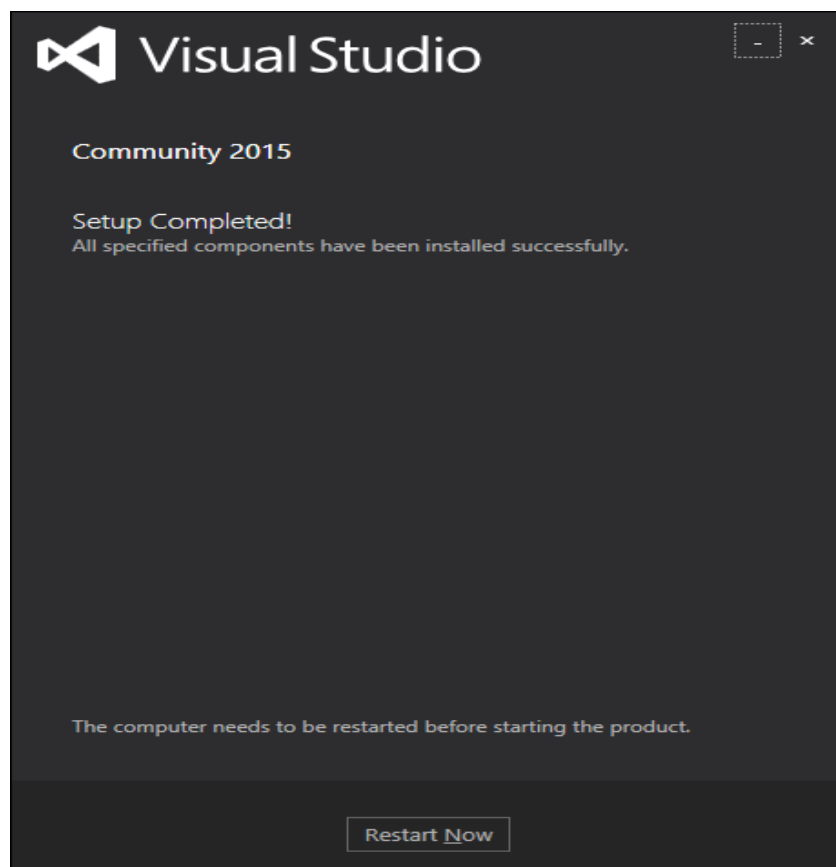 Visual Studio
Community 2015
Setup Completed!
All specified components have been installed successfully.
The computer needs to be restarted before starting the product.
Restart Now